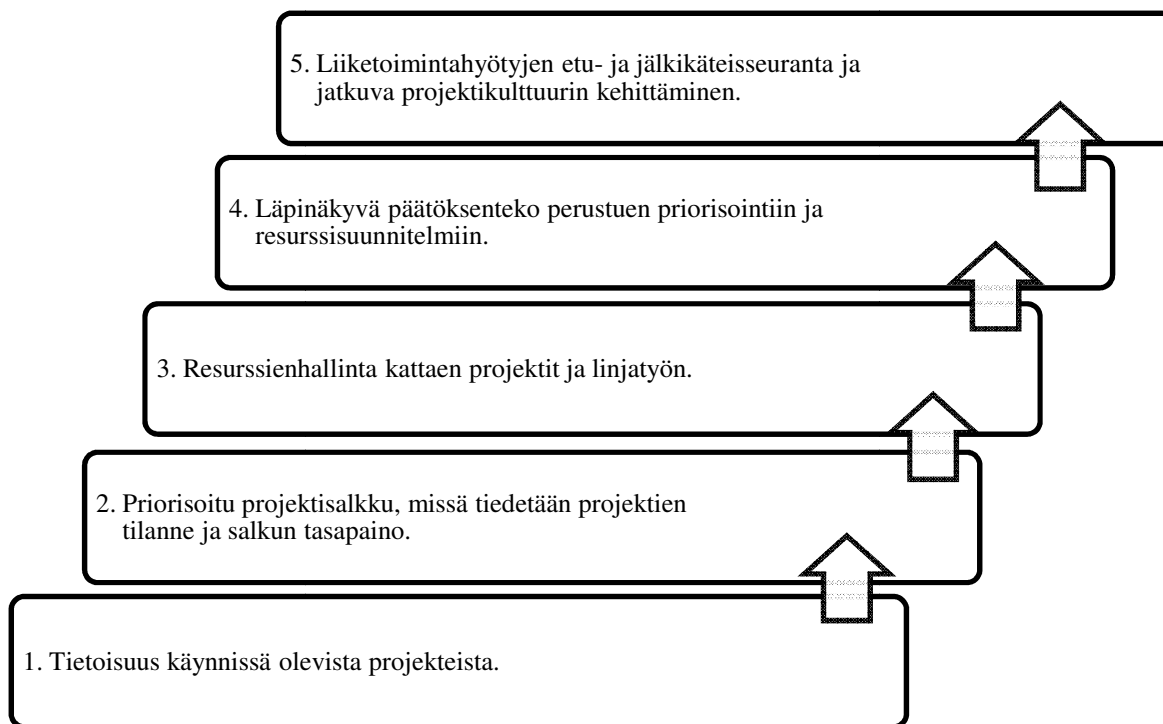 5. Liiketoimintahyötyjen etu- ja jälkikäteisseuranta ja
jatkuva projektikulttuurin kehittäminen.
4. Läpinäkyvä päätöksenteko perustuen priorisointiin ja
resurssisuunnitelmiin.
3. Resurssienhallinta kattaen projektit ja linjatyön.
2. Priorisoitu projektisalkku, missä tiedetään projektien
tilanne ja salkun tasapaino.
1. Tietoisuus käynnissä olevista projekteista.